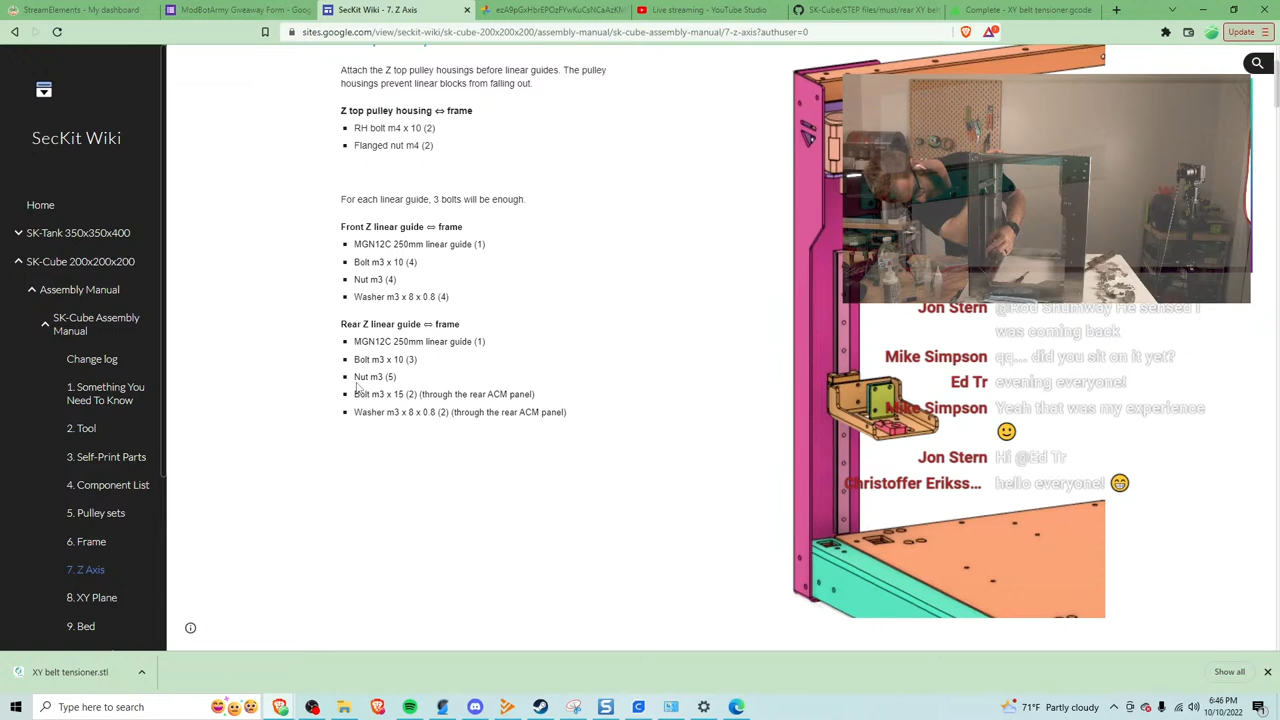 StreamElements - My dashboard
ModBotArmy Giveaway Form - Goog
SecKit Wiki - 7. Z Axis
ezA9pGxHbrEPOzFYwKuCsNCaAzKM
Live streaming - YouTube Studio
SK-Cube/STEP files/must/rear XY belt
Complete - XY belt tensioner.gcode
sites.google.com/view/seckit-wiki/sk-cube-200x200x200/assembly-manual/sk-cube-assembly-manual/7-z-axis?authuser=0
Update
SecKit Wiki
Home
SK-Tank 350x350x400
SK-Cube 200x200x200
Assembly Manual
SK-Cube Assembly
Manual
Change log
1. Something You
Need To Know
2. Tool
3. Self-Print Parts
4. Component List
5. Pulley sets
6. Frame
7. Z Axis
8. XY Plane
9. Bed
Attach the Z top pulley housings before linear guides. The pulley
housings prevent linear blocks from falling out.
Z top pulley housing ⇔ frame
RH bolt m4 x 10 (2)
Flanged nut m4 (2)
For each linear guide, 3 bolts will be enough.
Front Z linear guide ⇔ frame
MGN12C 250mm linear guide (1)
Bolt m3 x 10 (4)
Nut m3 (4)
Washer m3 x 8 x 0.8 (4)
Rear Z linear guide ⇔ frame
MGN12C 250mm linear guide (1)
Bolt m3 x 10 (3)
Nut m3 (5)
Bolt m3 x 15 (2) (through the rear ACM panel)
Washer m3 x 8 x 0.8 (2) (through the rear ACM panel)
Jon Stern @Rod Shumway He sensed I
was coming back
Mike Simpson qq... did you sit on it yet?
Ed Tr evening everyone!
Mike Simpson Yeah that was my experience
🙂
Jon Stern Hi @Ed Tr
Christoffer Erikss... hello everyone! 😁
XY belt tensioner.stl
Show all
Type here to search
71°F Partly cloudy
6:46 PM
10/10/2022